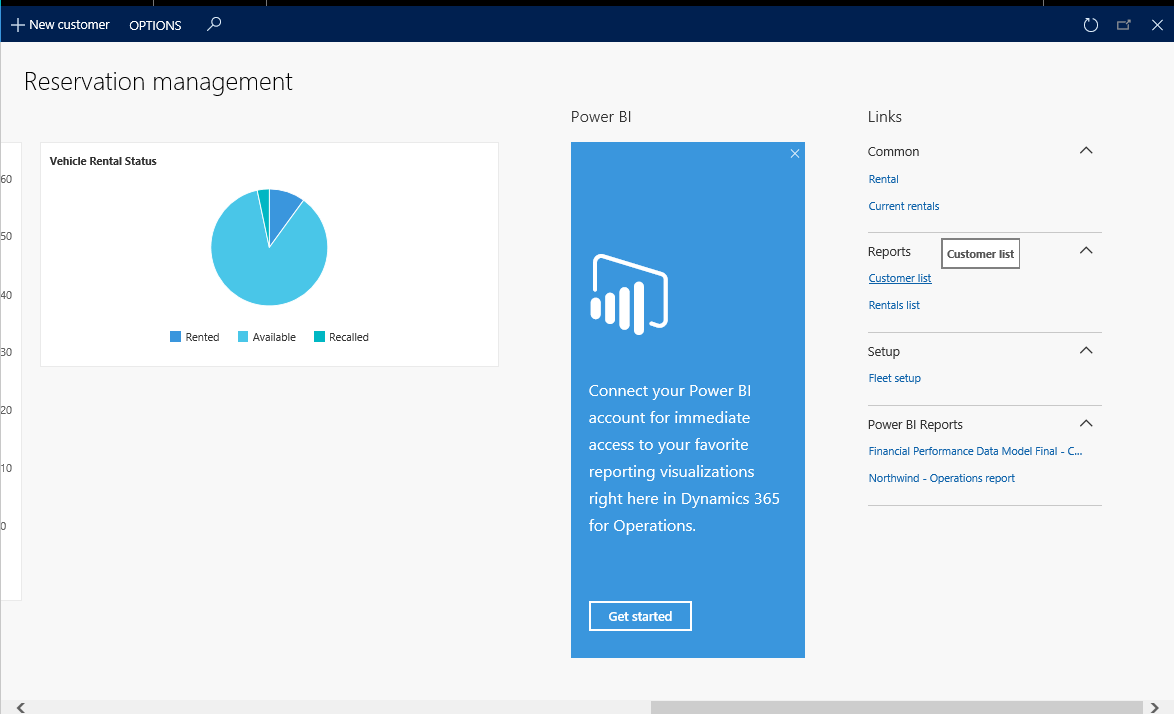 New customer
OPTIONS
Reservation management
60
50
40
30
20
10
0
Vehicle Rental Status
Rented
Available
Recalled
Power BI
Connect your Power BI
account for immediate
access to your favorite
reporting visualizations
right here in Dynamics 365
for Operations.
Get started
Links
Common
Rental
Current rentals
Reports
Customer list
Customer list
Rentals list
Setup
Fleet setup
Power BI Reports
Financial Performance Data Model Final - C...
Northwind - Operations report